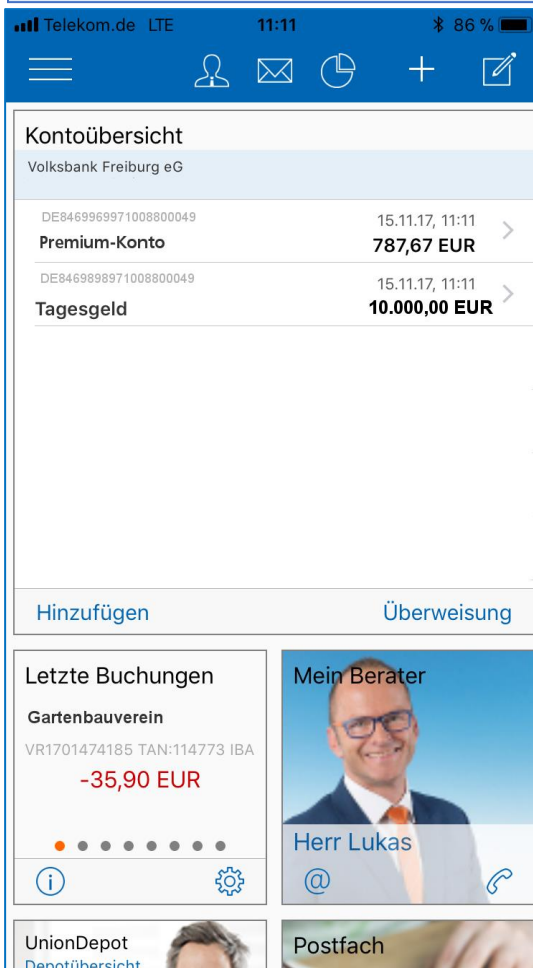 Telekom.de LTE 11:11 86 %
Kontoübersicht
Volksbank Freiburg eG
DE8469969971008800049 15.11.17, 11:11
Premium-Konto 787,67 EUR
DE8469898971008800049 15.11.17, 11:11
Tagesgeld 10.000,00 EUR
Hinzufügen Überweisung
Letzte Buchungen
Gartenbauverein
VR1701474185 TAN:114773 IBA
-35,90 EUR
Mein Berater
Herr Lukas
@
UnionDepot
Depotübersicht
Postfach